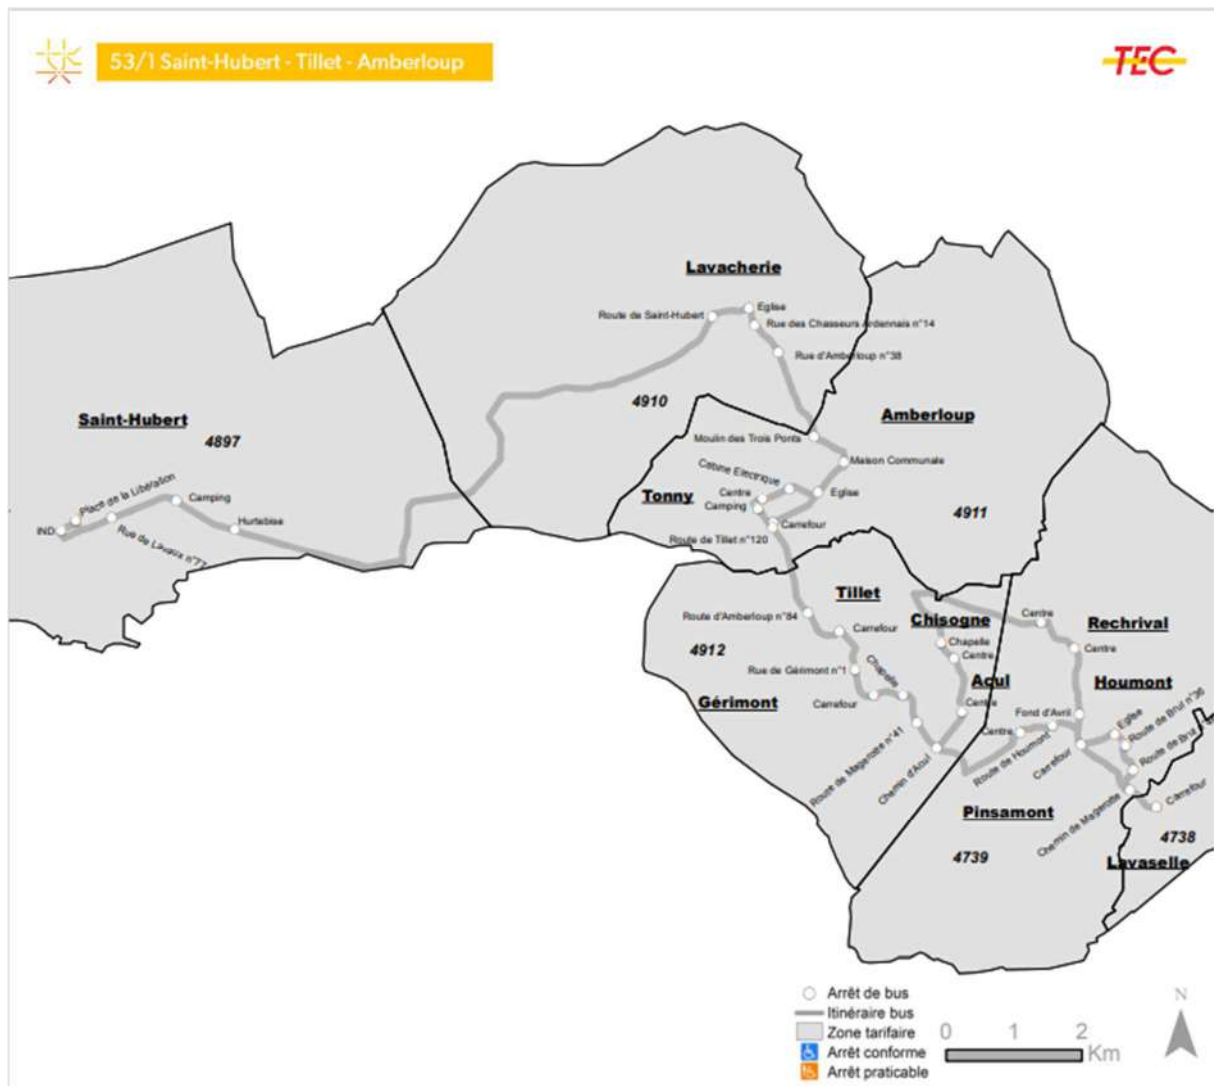 53/1 Saint-Hubert - Tillet - Amberloup
TEC
Lavacherie
Eglise
Route de Saint-Hubert
Rue des Chasseurs Ardennais n°14
Rue d'Amberloup n°38
4910
Saint-Hubert
4897
Amberloup
Moulin des Trois Ponts
Maison Communale
Cabine Electrique
Place de la Libération
Camping
Tonny
Centre
Eglise
Camping
4911
IND
Hurtebise
Carrefour
Rue de Lavaux n°77
Route de Tillet n°120
Tillet
Route d'Amberloup n°84
Chisogne
Centre
Rechrival
Carrefour
Chapelle
Centre
4912
Centre
Rue de Gérimont n°1
Chapelle
Acul
Houmont
Gérimont
Carrefour
Centre
Fond d'Avril
Eglise
Route de Brul n°36
Centre
Route de Magerotte n°41
Route de Houmont
Carrefour
Route de Brul
Chemin d'Acul
Chemin de Magerotte
Carrefour
Pinsamont
4738
4739
Lavaselle
Arrêt de bus
Itinéraire bus
Zone tarifaire
Arrêt conforme
Arrêt praticable
0 1 2
Km
N